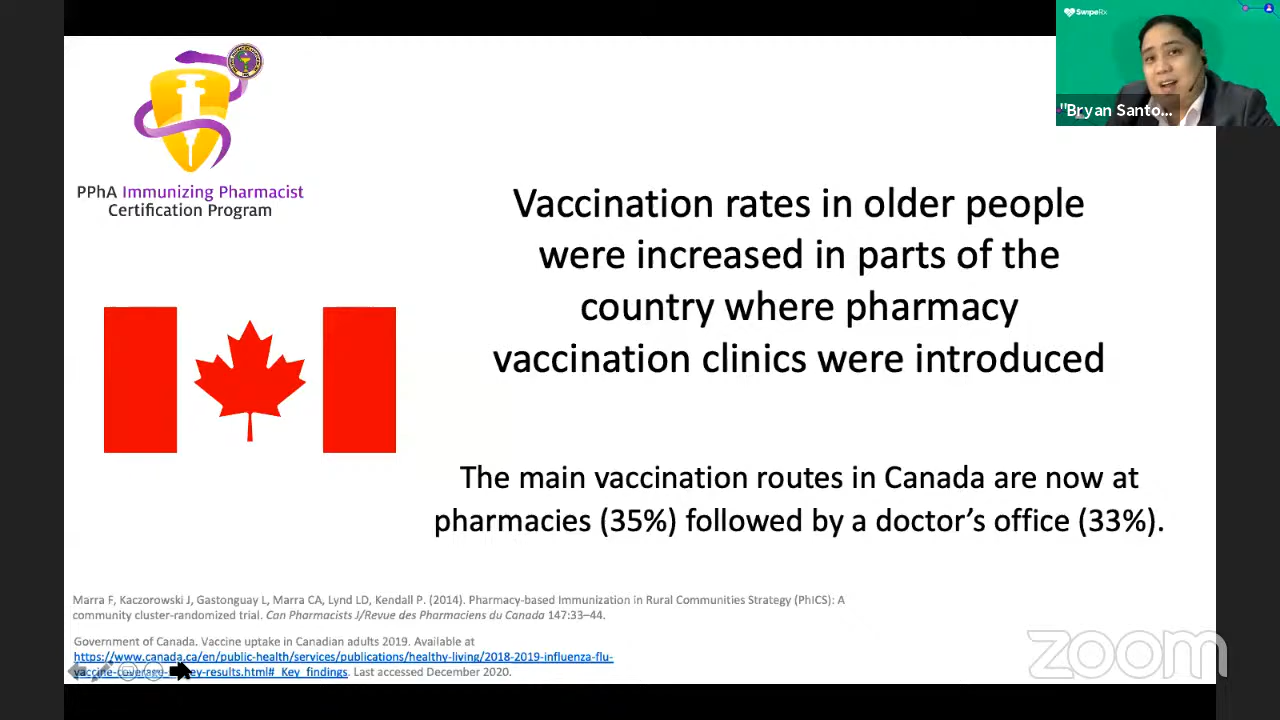 SwipeRx
"Bryan Santo...
PPhA Immunizing Pharmacist
Certification Program
Vaccination rates in older people
were increased in parts of the
country where pharmacy
vaccination clinics were introduced
The main vaccination routes in Canada are now at
pharmacies (35%) followed by a doctor's office (33%).
Marra F, Kaczorowski J, Gastonguay L, Marra CA, Lynd LD, Kendall P. (2014). Pharmacy-based Immunization in Rural Communities Strategy (PhICS): A
community cluster-randomized trial. Can Pharmacists J/Revue des Pharmaciens du Canada 147:33–44.
Government of Canada. Vaccine uptake in Canadian adults 2019. Available at
https://www.canada.ca/en/public-health/services/publications/healthy-living/2018-2019-influenza-flu-
vaccine-coverage- ey-results.html# Key findings. Last accessed December 2020.
zoom